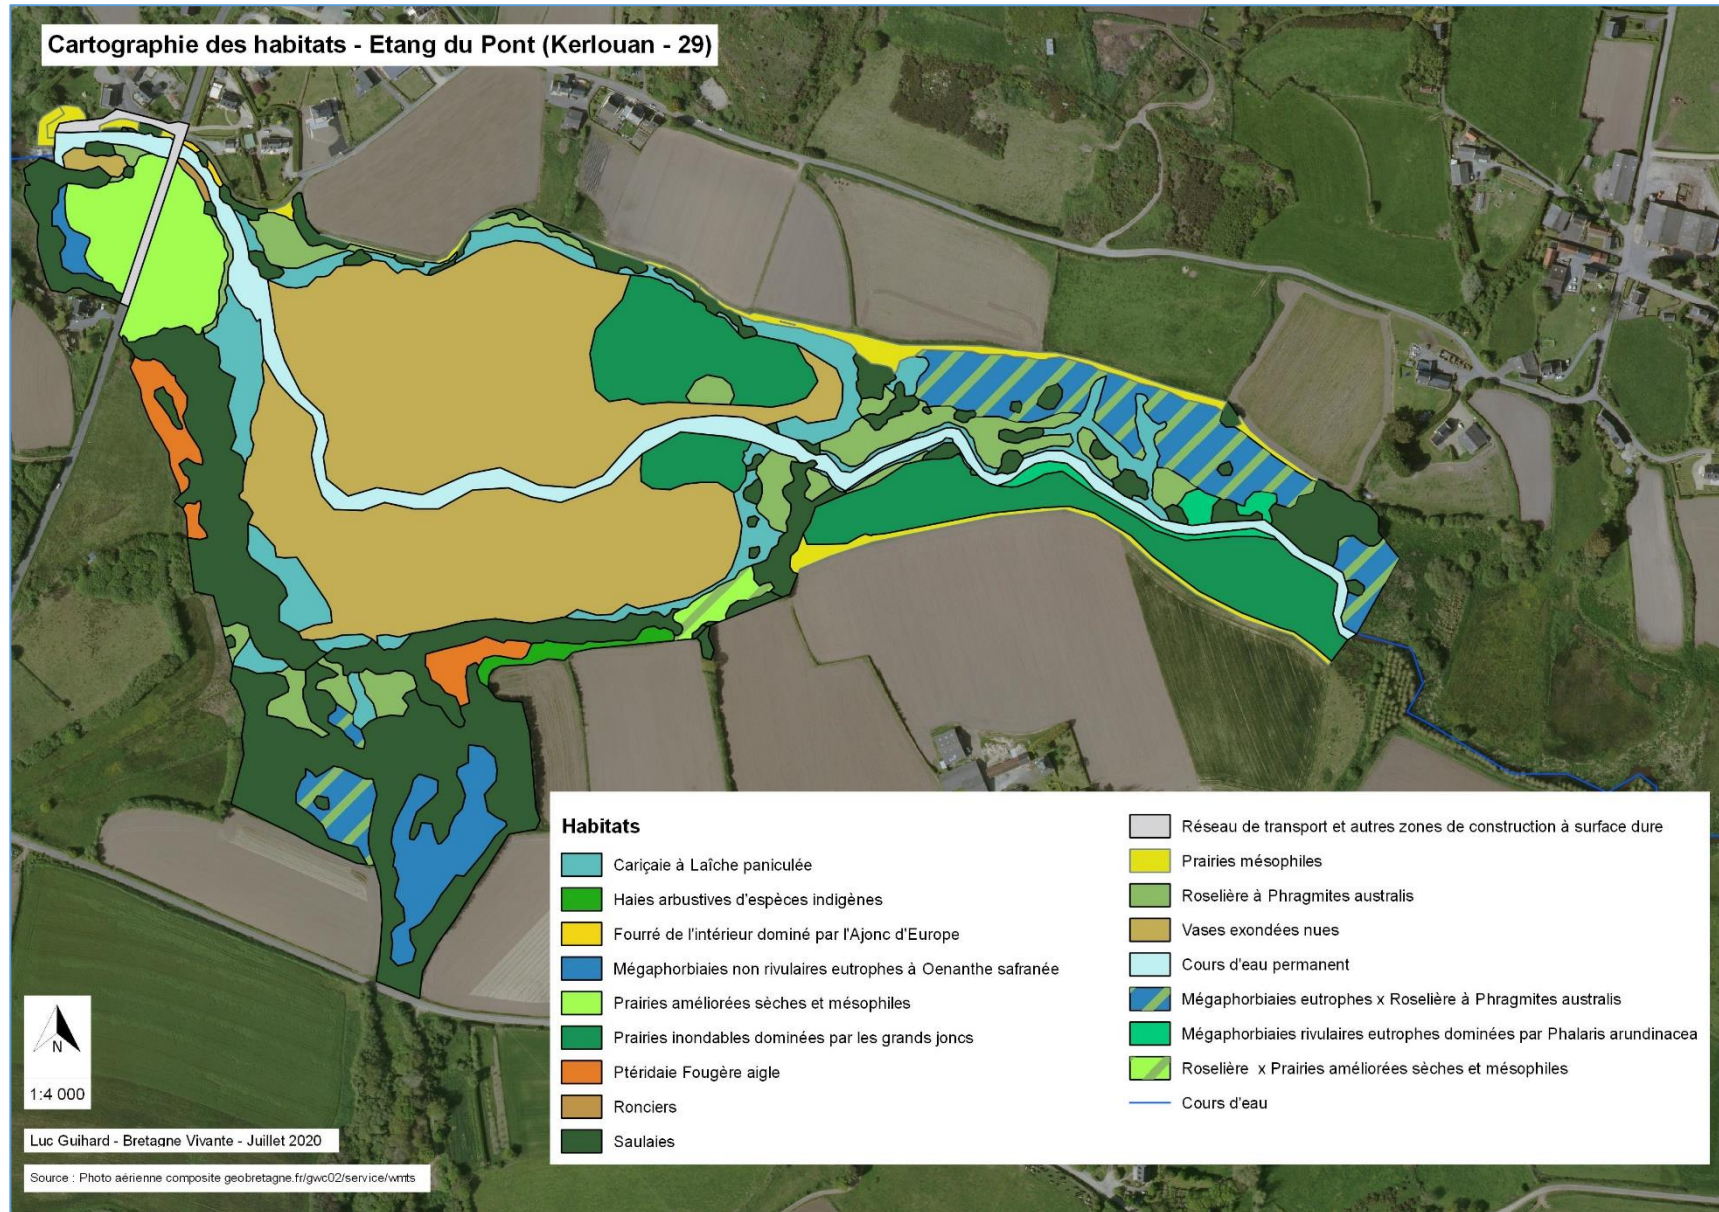 Cartographie des habitats - Etang du Pont (Kerlouan - 29)
Habitats
Cariçaie à Laîche paniculée
Haies arbustives d'espèces indigènes
Fourré de l'intérieur dominé par l'Ajonc d'Europe
Mégaphorbiaies non rivulaires eutrophes à Oenanthe safranée
Prairies améliorées sèches et mésophiles
Prairies inondables dominées par les grands joncs
Ptéridaie Fougère aigle
Ronciers
Saulaies
Réseau de transport et autres zones de construction à surface dure
Prairies mésophiles
Roselière à Phragmites australis
Vases exondées nues
Cours d'eau permanent
Mégaphorbiaies eutrophes x Roselière à Phragmites australis
Mégaphorbiaies rivulaires eutrophes dominées par Phalaris arundinacea
Roselière x Prairies améliorées sèches et mésophiles
Cours d'eau
N
1:4 000
Luc Guihard - Bretagne Vivante - Juillet 2020
Source : Photo aérienne composite geobretagne.fr/gwc02/service/wmts